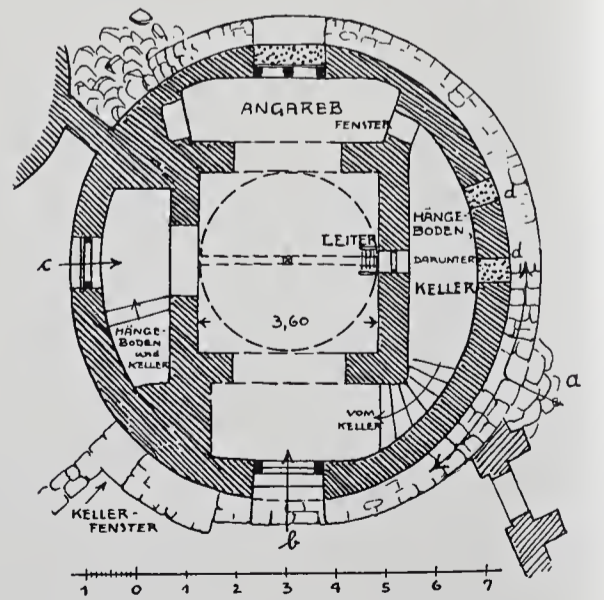 ANGAREB
FENSTER
d
HÄNGE-
BODEN,
LEITER
d
DARUNTER
c
KELLER
3,60
HÄNGE-
BODEN
und
KELLER
a
VOM
KELLER
KELLER-
FENSTER
b
1 0 1 2 3 4 5 6 7